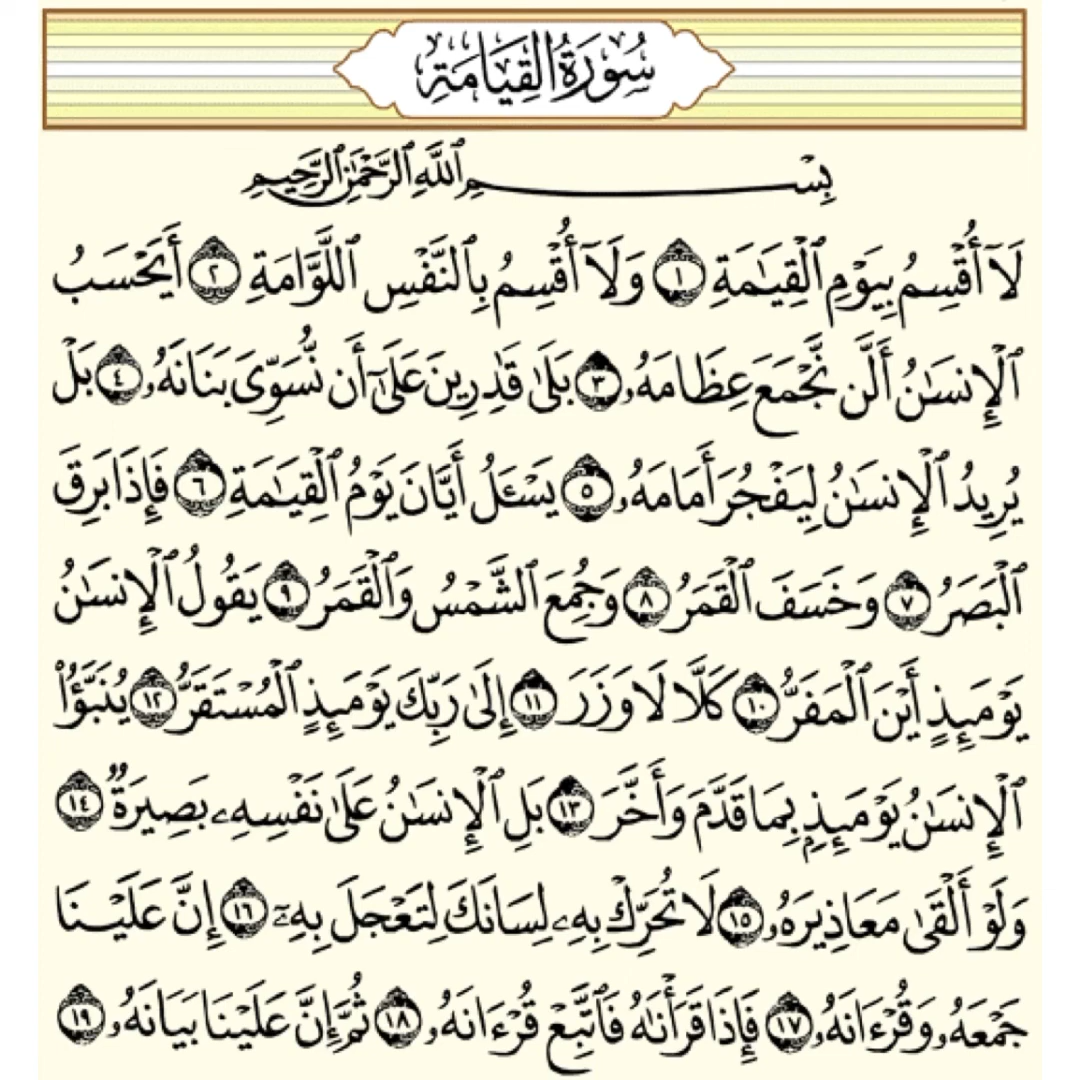 سُورَةُ الْقِيَامَةِ
بِسْمِ ٱللَّهِ ٱلرَّحْمَٰنِ ٱلرَّحِيمِ
لَآ أُقْسِمُ بِيَوْمِ ٱلْقِيَٰمَةِ ١ وَلَآ أُقْسِمُ بِٱلنَّفْسِ ٱللَّوَّامَةِ ٢ أَيَحْسَبُ
ٱلْإِنسَٰنُ أَلَّن نَّجْمَعَ عِظَامَهُۥ ٣ بَلَىٰ قَٰدِرِينَ عَلَىٰٓ أَن نُّسَوِّىَ بَنَانَهُۥ ٤ بَلْ
يُرِيدُ ٱلْإِنسَٰنُ لِيَفْجُرَ أَمَامَهُۥ ٥ يَسْـَٔلُ أَيَّانَ يَوْمُ ٱلْقِيَٰمَةِ ٦ فَإِذَا بَرِقَ
ٱلْبَصَرُ ٧ وَخَسَفَ ٱلْقَمَرُ ٨ وَجُمِعَ ٱلشَّمْسُ وَٱلْقَمَرُ ٩ يَقُولُ ٱلْإِنسَٰنُ
يَوْمَئِذٍ أَيْنَ ٱلْمَفَرُّ ١٠ كَلَّا لَا وَزَرَ ١١ إِلَىٰ رَبِّكَ يَوْمَئِذٍ ٱلْمُسْتَقَرُّ ١٢ يُنَبَّؤُا۟
ٱلْإِنسَٰنُ يَوْمَئِذٍۭ بِمَا قَدَّمَ وَأَخَّرَ ١٣ بَلِ ٱلْإِنسَٰنُ عَلَىٰ نَفْسِهِۦ بَصِيرَةٌ ١٤
وَلَوْ أَلْقَىٰ مَعَاذِيرَهُۥ ١٥ لَا تُحَرِّكْ بِهِۦ لِسَانَكَ لِتَعْجَلَ بِهِۦٓ ١٦ إِنَّ عَلَيْنَا
جَمْعَهُۥ وَقُرْءَانَهُۥ ١٧ فَإِذَا قَرَأْنَٰهُ فَٱتَّبِعْ قُرْءَانَهُۥ ١٨ ثُمَّ إِنَّ عَلَيْنَا بَيَانَهُۥ ١٩